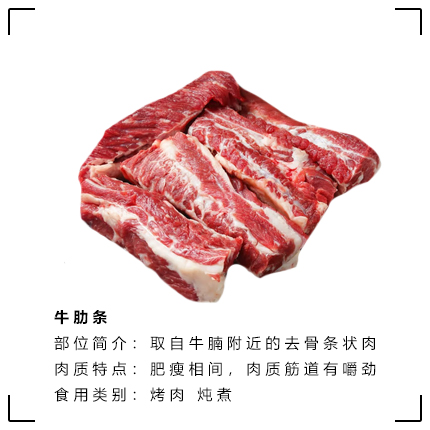 牛肋条
部位简介：取自牛腩附近的去骨条状肉
肉质特点：肥瘦相间，肉质筋道有嚼劲
食用类别：烤肉 炖煮